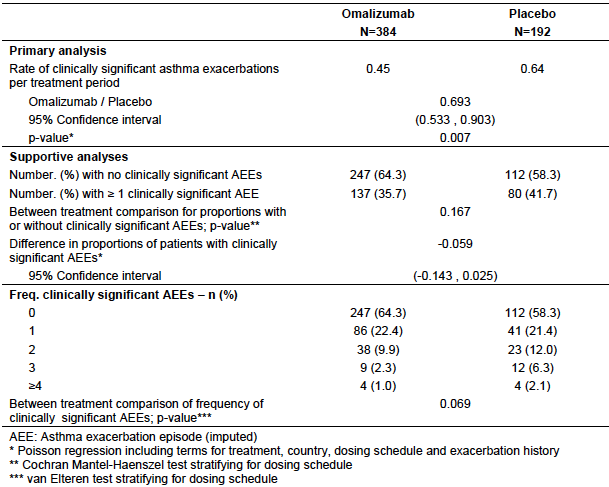 Omalizumab Placebo
N=384 N=192
Primary analysis
Rate of clinically significant asthma exacerbations 0.45 0.64
per treatment period
Omalizumab / Placebo 0.693
95% Confidence interval (0.533 , 0.903)
p-value* 0.007
Supportive analyses
Number. (%) with no clinically significant AEEs 247 (64.3) 112 (58.3)
Number. (%) with ≥ 1 clinically significant AEE 137 (35.7) 80 (41.7)
Between treatment comparison for proportions with 0.167
or without clinically significant AEEs; p-value**
Difference in proportions of patients with clinically -0.059
significant AEEs*
95% Confidence interval (-0.143 , 0.025)
Freq. clinically significant AEEs – n (%)
0 247 (64.3) 112 (58.3)
1 86 (22.4) 41 (21.4)
2 38 (9.9) 23 (12.0)
3 9 (2.3) 12 (6.3)
≥4 4 (1.0) 4 (2.1)
Between treatment comparison of frequency of 0.069
clinically significant AEEs; p-value***
AEE: Asthma exacerbation episode (imputed)
* Poisson regression including terms for treatment, country, dosing schedule and exacerbation history
** Cochran Mantel-Haenszel test stratifying for dosing schedule
*** van Elteren test stratifying for dosing schedule